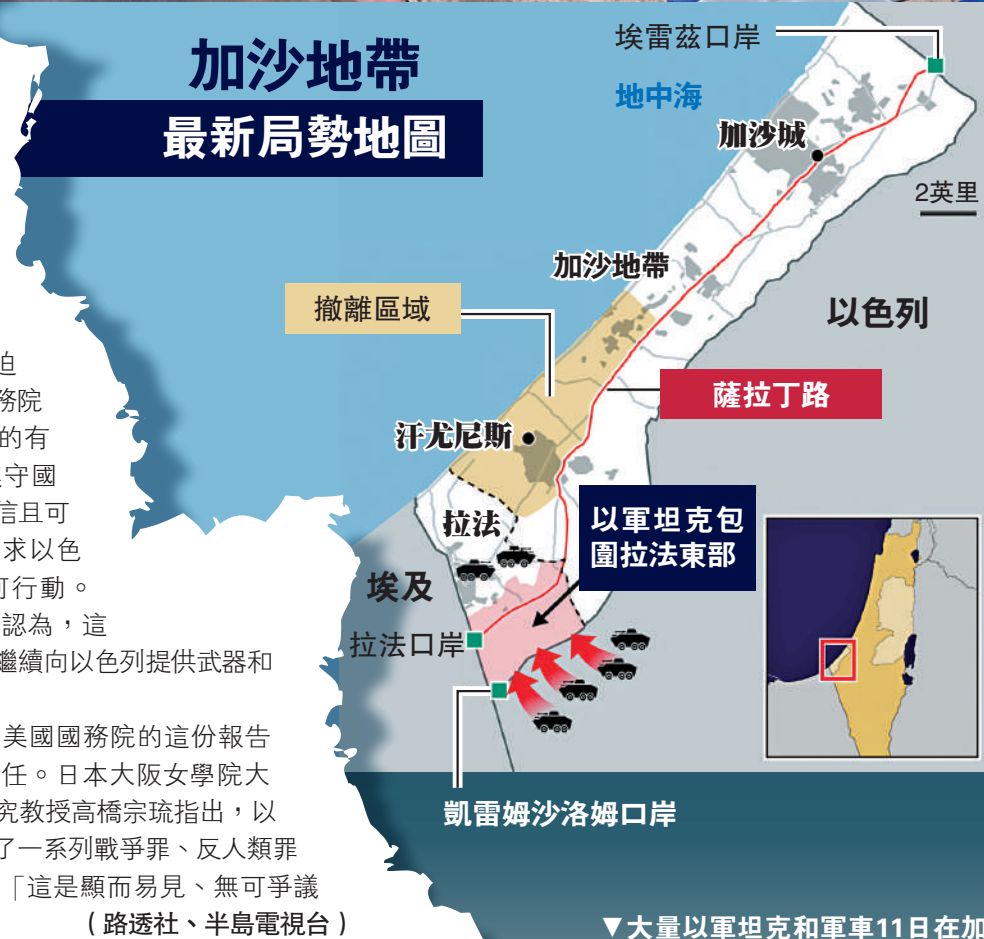 加沙地帶
最新局勢地圖
埃雷茲口岸
地中海
加沙城
2英里
加沙地帶
以色列
撤離區域
薩拉丁路
汗尤尼斯
拉法
以軍坦克包
圍拉法東部
埃及
拉法口岸
凱雷姆沙洛姆口岸
迫
務院
的有
守國
信且可
求以色
可行動。
認為,這
繼續向以色列提供武器和
美國國務院的這份報告
任。日本大阪女學院大
究教授高橋宗琉指出,以
了一系列戰爭罪、反人類罪
「這是顯而易見、無可爭議
(路透社、半島電視台)
▼大量以軍坦克和軍車11日在加